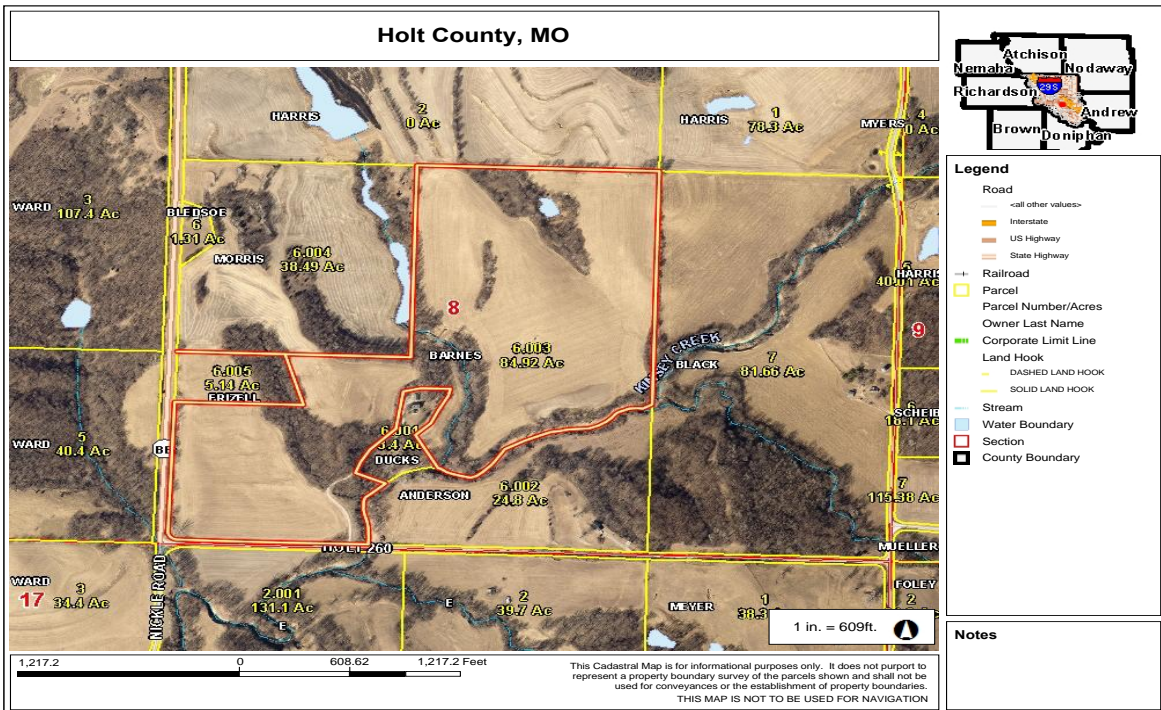 Holt County, MO
HARRIS
2
0 Ac
HARRIS
1
78.3 Ac
MYERS
4
0 Ac
WARD
3
107.4 Ac
BLEDSOE
6
1.31 Ac
MORRIS
6.004
38.49 Ac
8
BARNES
6.003
84.92 Ac
KINSEY CREEK
BLACK
7
81.66 Ac
HARRIS
9
6.005
5.14 Ac
FRIZELL
WARD
5
40.4 Ac
BE
6.001
DUCKS
ANDERSON
6.002
24.8 Ac
7
115.38 Ac
MUELLER
HOLT 260
NICKLE ROAD
WARD
3
34.4 Ac
17
2.001
131.1 Ac
E
E
2
39.7 Ac
MEYER
1
FOLEY
2
1 in. = 609ft.
1,217.2
0
608.62
1,217.2 Feet
This Cadastral Map is for informational purposes only. It does not purport to
represent a property boundary survey of the parcels shown and shall not be
used for conveyances or the establishment of property boundaries.
THIS MAP IS NOT TO BE USED FOR NAVIGATION
Atchison
Nemaha
Nodaway
Richardson
29S
Andrew
Brown
Doniphan
Legend
Road
<all other values>
Interstate
US Highway
State Highway
Railroad
Parcel
Parcel Number/Acres
Owner Last Name
Corporate Limit Line
Land Hook
DASHED LAND HOOK
SOLID LAND HOOK
Stream
Water Boundary
Section
County Boundary
Notes